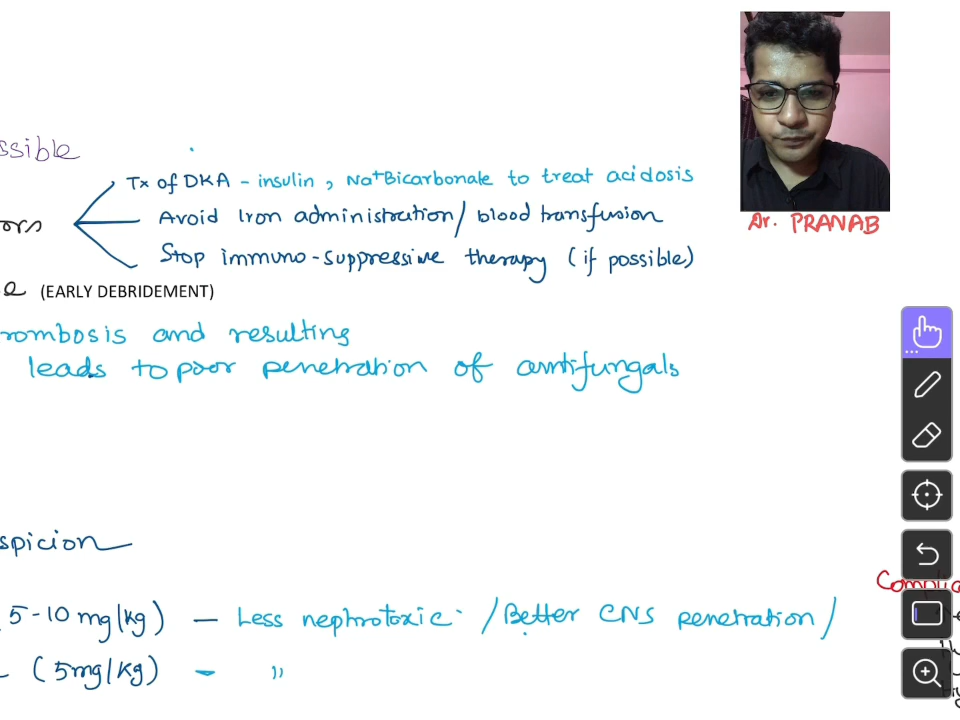 ssible
Tx of DKA - insulin, Na+Bicarbonate to treat acidosis
ors
Avoid Iron administration/ blood transfusion
Stop immuno-suppressive therapy (if possible)
e (EARLY DEBRIDEMENT)
rombosis and resulting
leads to poor penetration of antifungals
spicion
5-10 mg/kg) — Less nephrotoxic /Better CNS penetration/
- (5mg/kg) - "
Dr. PRANAB
Complic